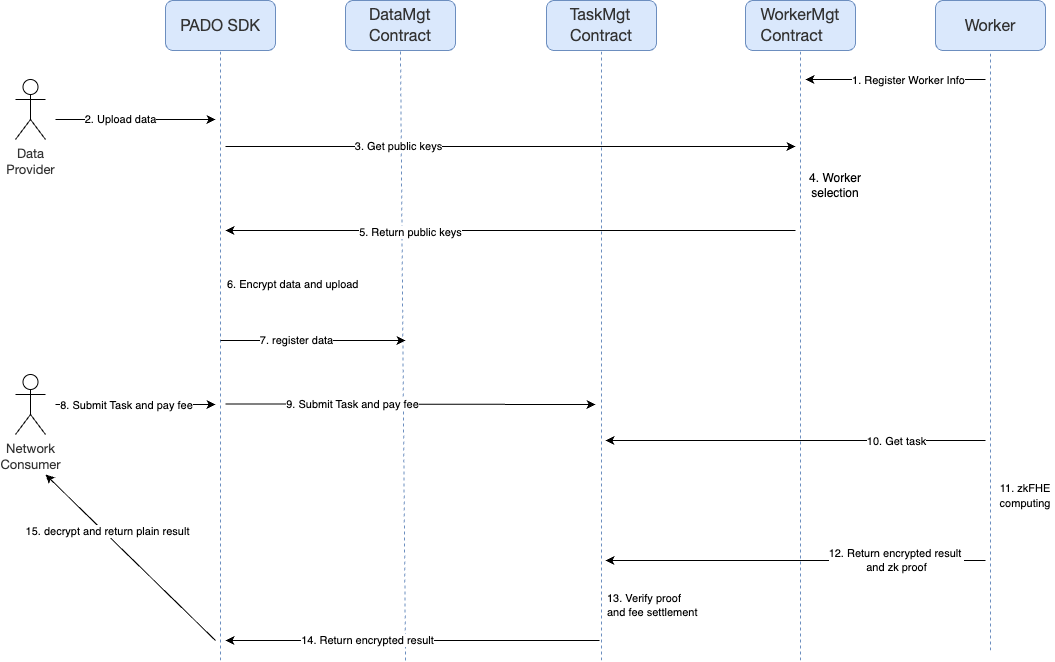 PADO SDK
DataMgt
Contract
TaskMgt
Contract
WorkerMgt
Contract
Worker
1. Register Worker Info
2. Upload data
Data
Provider
3. Get public keys
4. Worker
selection
5. Return public keys
6. Encrypt data and upload
7. register data
8. Submit Task and pay fee
9. Submit Task and pay fee
Network
Consumer
10. Get task
11. zkFHE
computing
15. decrypt and return plain result
12. Return encrypted result
and zk proof
13. Verify proof
and fee settlement
14. Return encrypted result